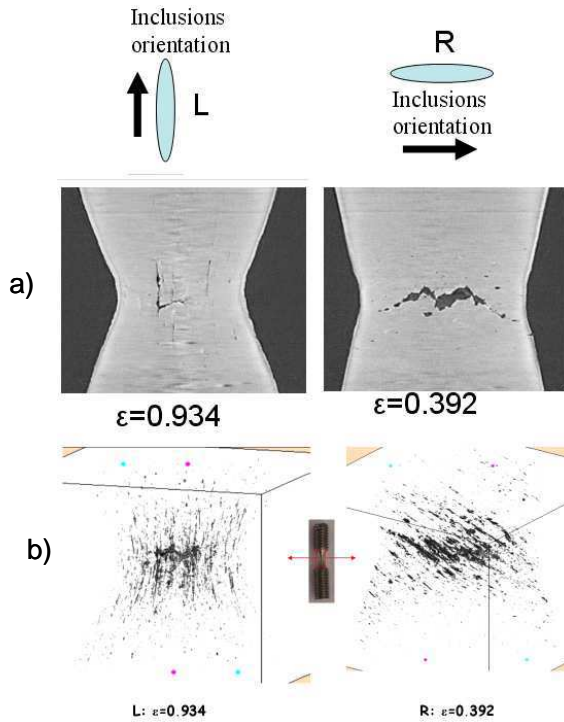 Inclusions
orientation
L
R
Inclusions
orientation
a)
ε=0.934
ε=0.392
b)
L: ε=0.934
R: ε=0.392